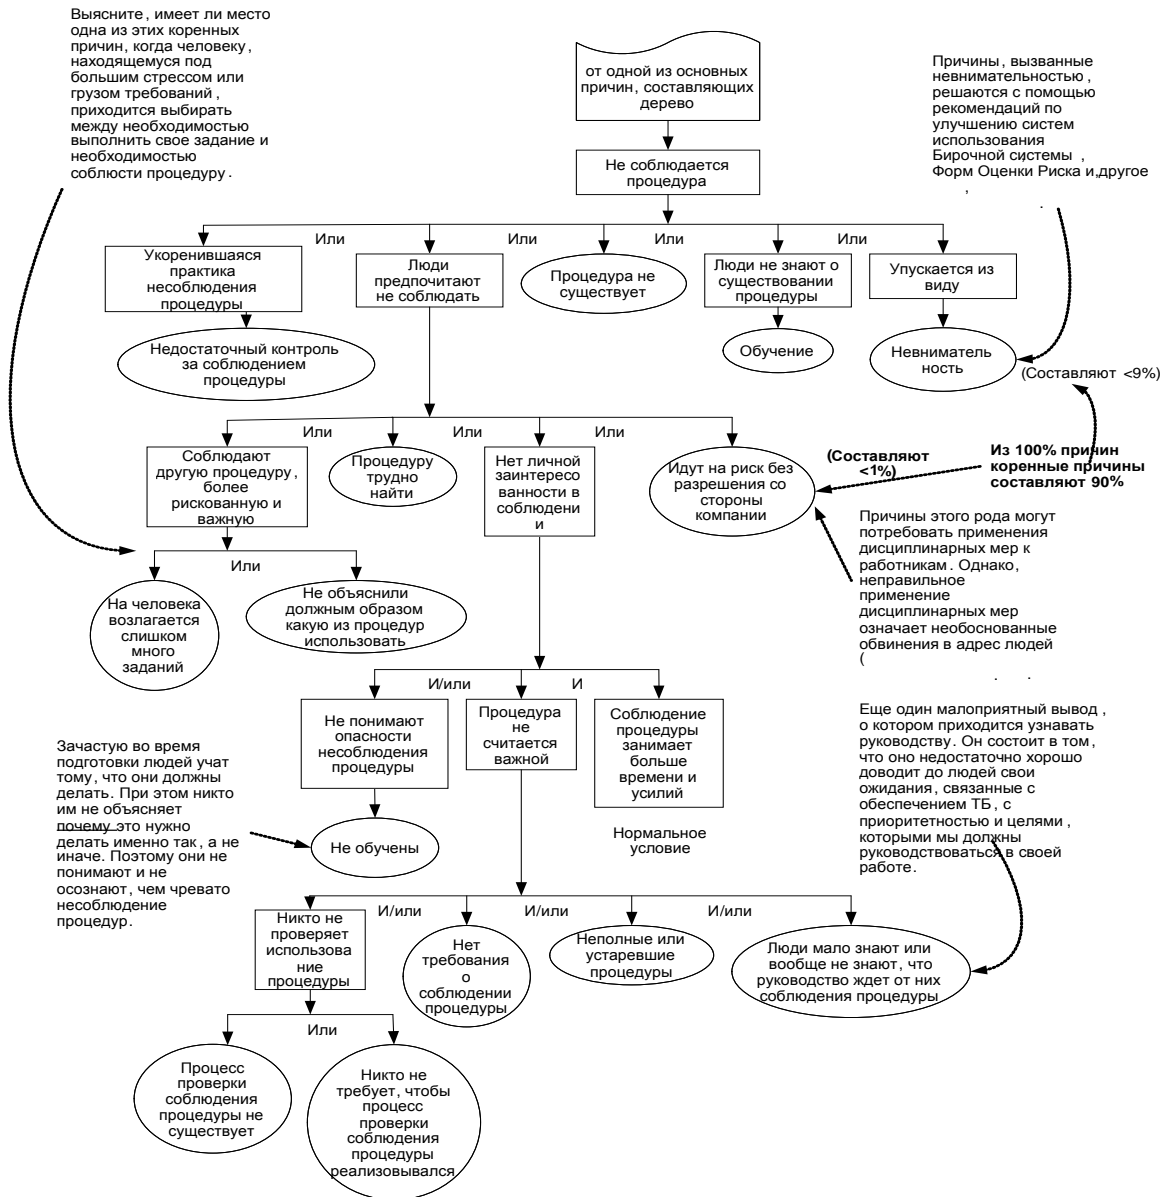 Выясните, имеет ли место
одна из этих коренных
причин, когда человеку,
находящемуся под
большим стрессом или
грузом требований,
приходится выбирать
между необходимостью
выполнить свое задание и
необходимостью
соблюсти процедуру.
от одной из основных
причин, составляющих
дерево
Причины, вызванные
невнимательностью,
решаются с помощью
рекомендаций по
улучшению систем
использования
Бирочной системы,
Форм Оценки Риска и,другое
,
.
Не соблюдается
процедура
Или
Или
Или
Или
Укоренившаяся
практика
несоблюдения
процедуры
Люди
предпочитают
не соблюдать
Процедура не
существует
Люди не знают о
существовании
процедуры
Упускается из
виду
Недостаточный контроль
за соблюдением
процедуры
Обучение
Невниматель
ность
(Составляют <9%)
Или
Или
Или
Соблюдают
другую процедуру,
более
рискованную и
важную
Процедуру
трудно
найти
Нет личной
заинтересо
ванности в
соблюдени
и
Идут на риск без
разрешения со
стороны
компании
(Составляют
<1%)
Из 100% причин
коренные причины
составляют 90%
Причины этого рода могут
потребовать применения
дисциплинарных мер к
работникам. Однако,
неправильное
применение
дисциплинарных мер
означает необоснованные
обвинения в адрес людей
(
. .
Или
На человека
возлагается
слишком
много
заданий
Не объяснили
должным образом
какую из процедур
использовать
И/или
И
Не понимают
опасности
несоблюдения
процедуры
Процедура
не
считается
важной
Соблюдение
процедуры
занимает
больше
времени и
усилий
Еще один малоприятный вывод,
о котором приходится узнавать
руководству. Он состоит в том,
что оно недостаточно хорошо
доводит до людей свои
ожидания, связанные с
обеспечением ТБ, с
приоритетностью и целями,
которыми мы должны
руководствоваться в своей
работе.
Зачастую во время
подготовки людей учат
тому, что они должны
делать. При этом никто
им не объясняет
почему это нужно
делать именно так, а не
иначе. Поэтому они не
понимают и не
осознают, чем чревато
несоблюдение
процедур.
Не обучены
Нормальное
условие
И/или
И/или
И/или
Никто не
проверяет
использова
ние
процедуры
Нет
требования
о
соблюдении
процедуры
Неполные или
устаревшие
процедуры
Люди мало знают или
вообще не знают, что
руководство ждет от них
соблюдения процедуры
Или
Процесс
проверки
соблюдения
процедуры не
существует
Никто не
требует, чтобы
процесс
проверки
соблюдения
процедуры
реализовывался